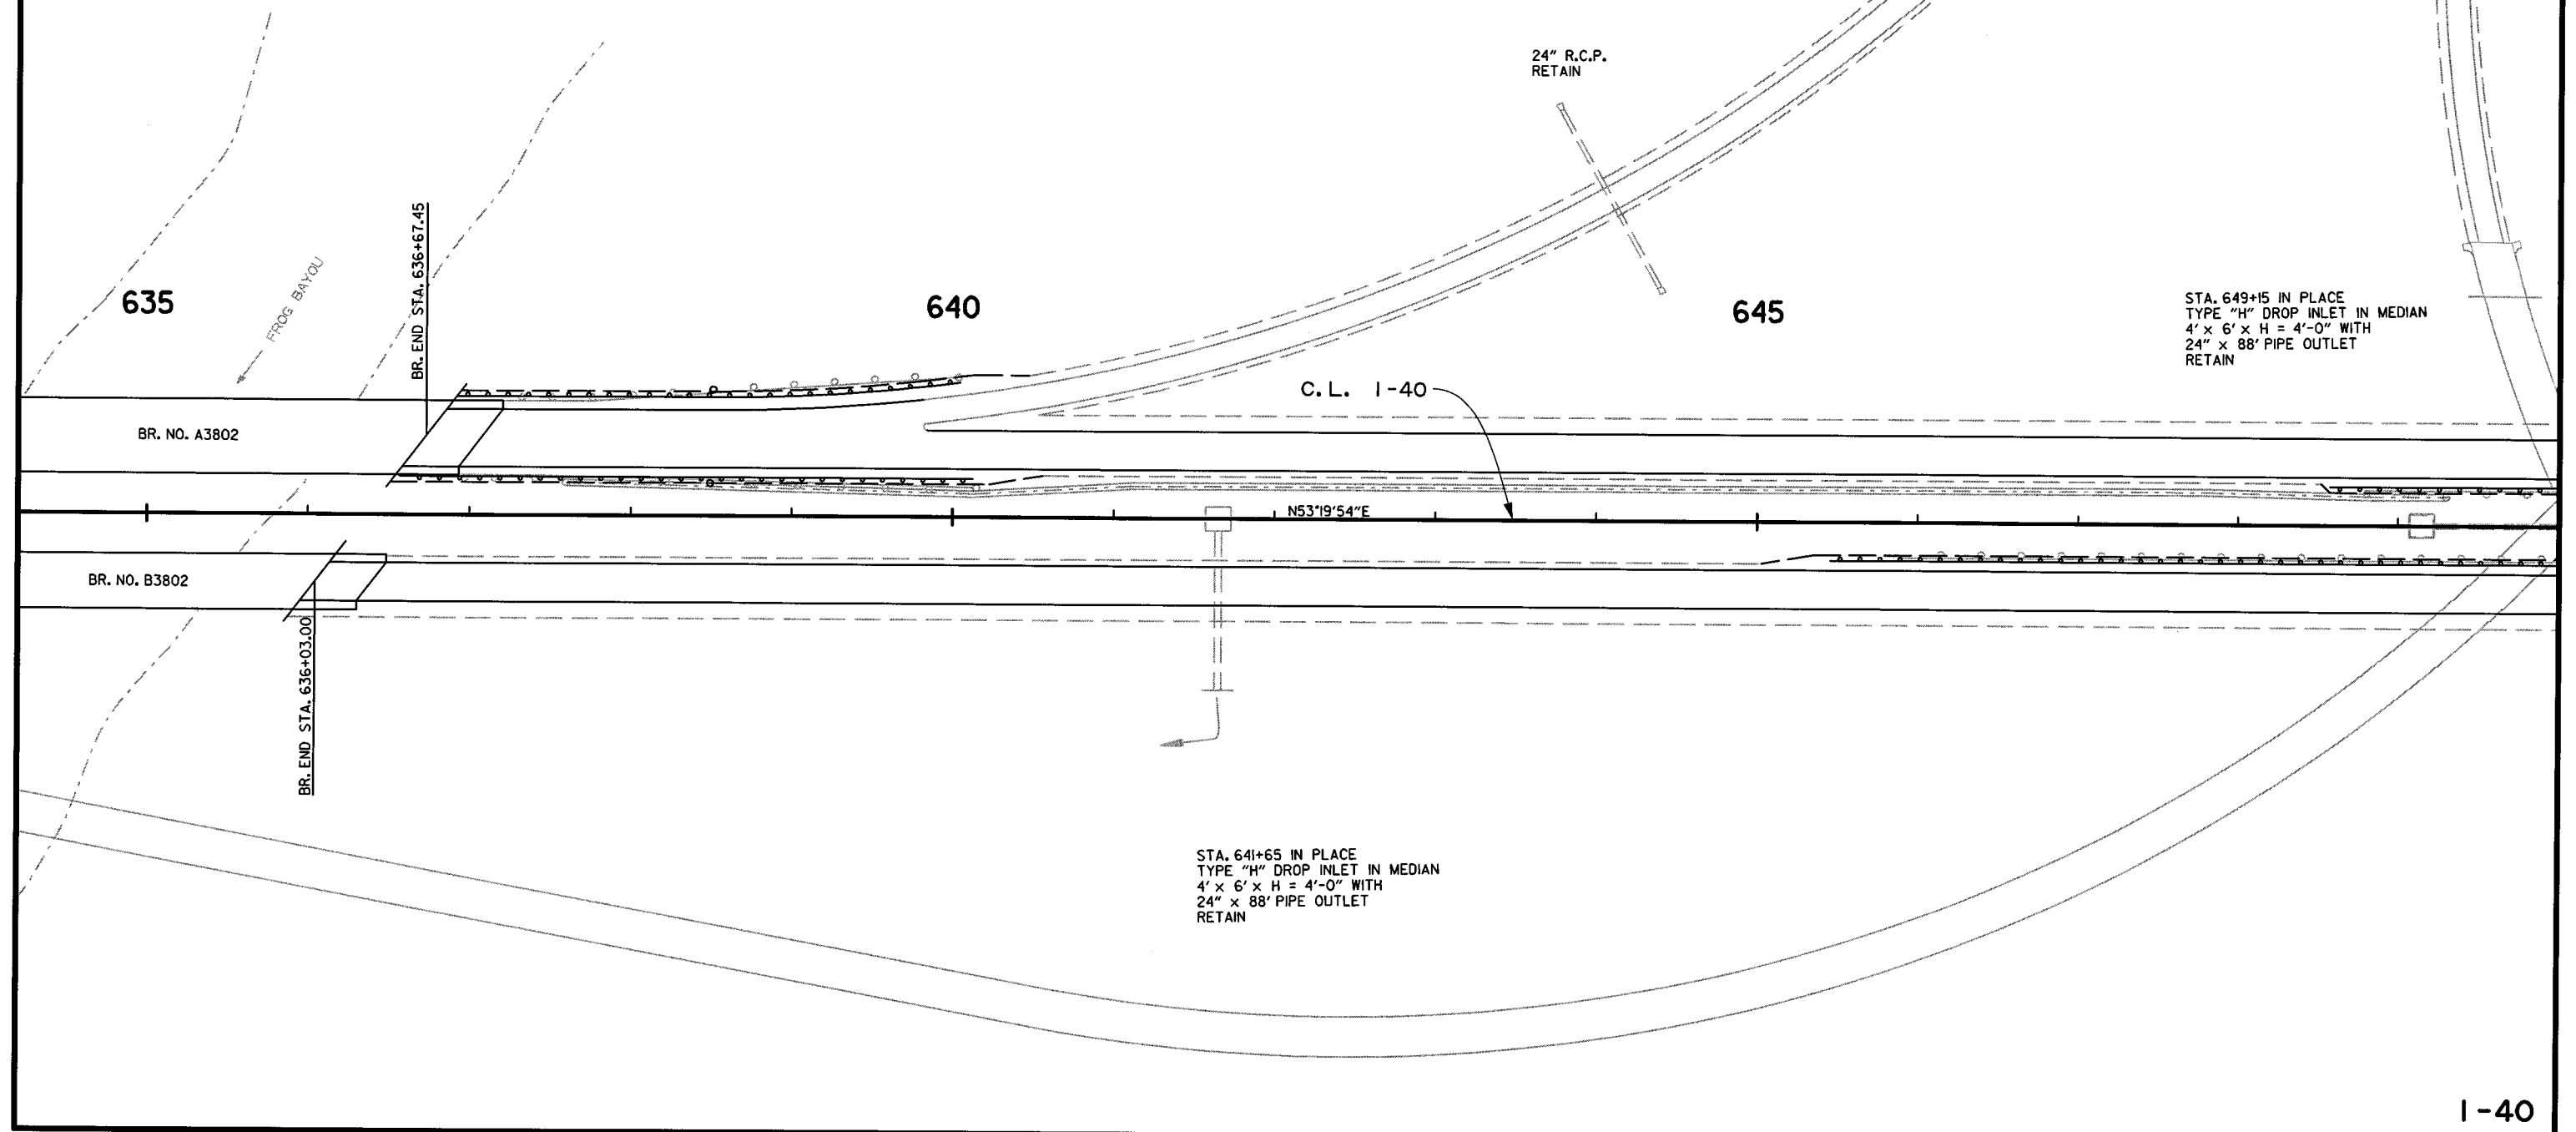 24" R.C.P.
RETAIN
BR. END STA. 636+67.45
FROG BAYOU
635
640
645
STA. 649+15 IN PLACE
TYPE "H" DROP INLET IN MEDIAN
4' x 6' x H = 4'-0" WITH
24" x 88' PIPE OUTLET
RETAIN
C.L. I-40
BR. NO. A3802
N53°19'54"E
BR. NO. B3802
BR. END STA. 636+03.00
STA. 641+65 IN PLACE
TYPE "H" DROP INLET IN MEDIAN
4' x 6' x H = 4'-0" WITH
24" x 88' PIPE OUTLET
RETAIN
I-40